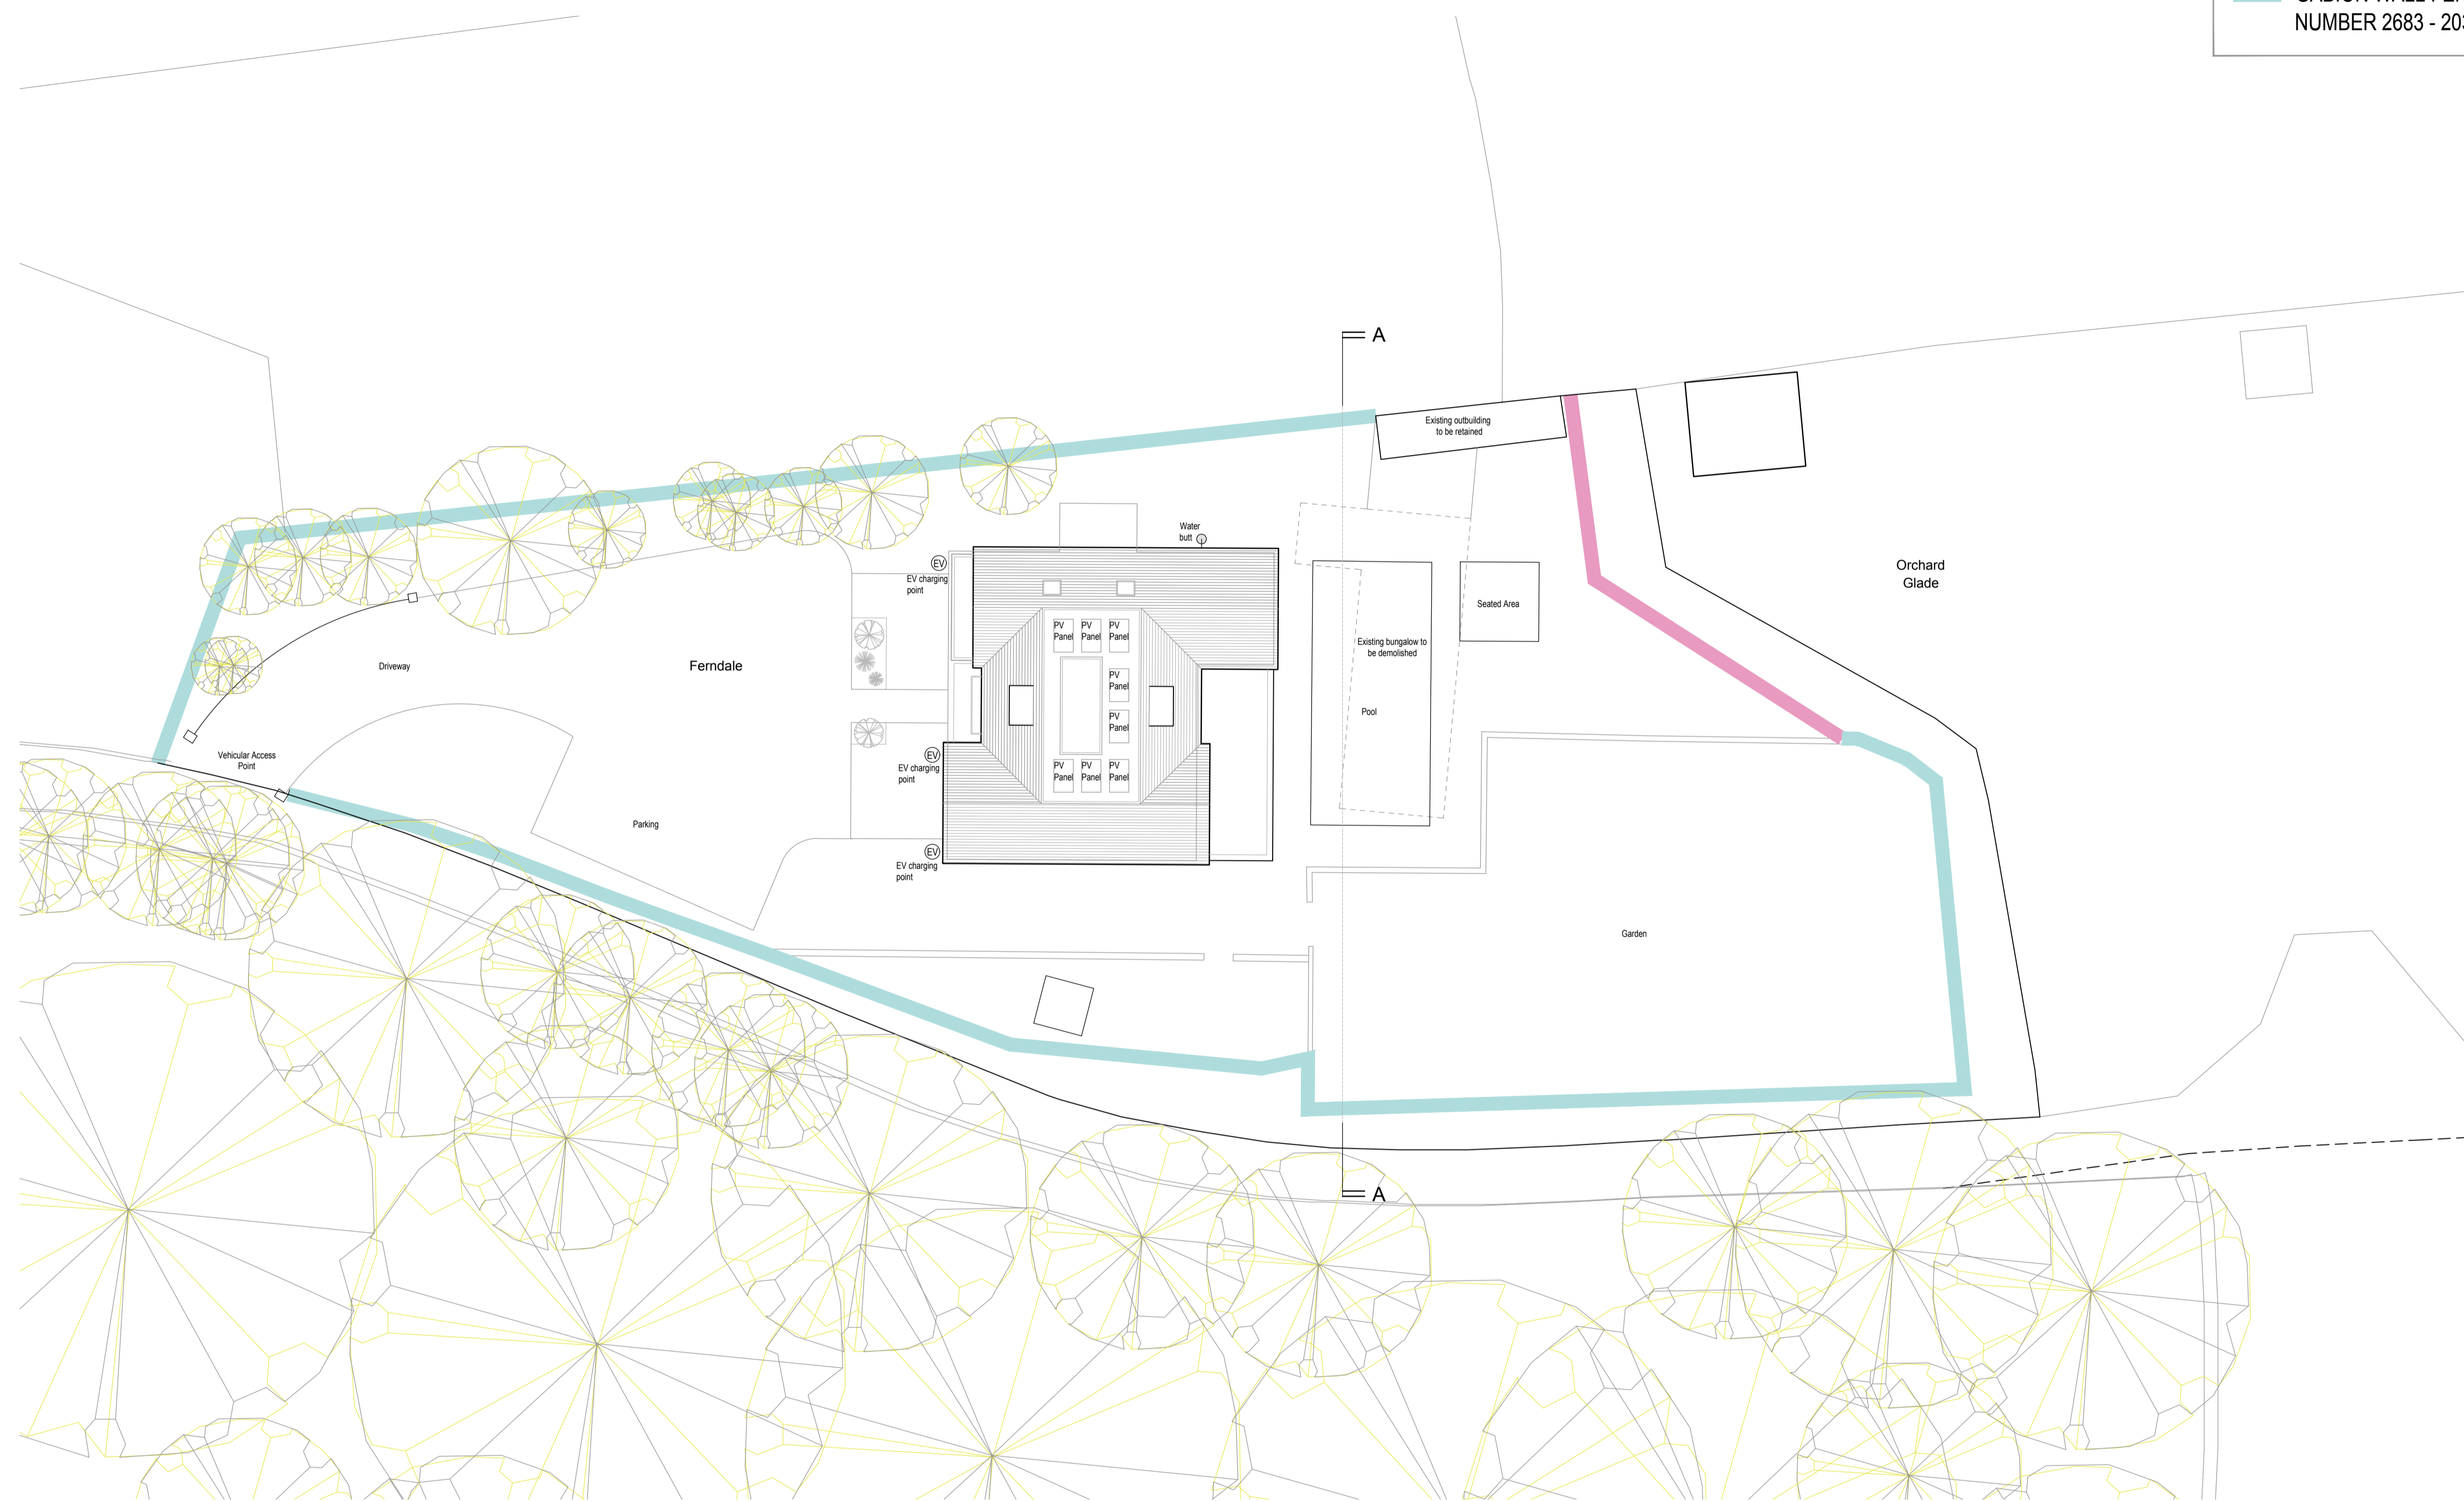 NUMBER 2683 - 203
A
Existing outbuilding
to be retained
Water
butt
EV
EV charging
point
Orchard
Glade
Seated Area
PV
Panel
PV
Panel
PV
Panel
Existing bungalow to
be demolished
Driveway
Ferndale
PV
Panel
Pool
PV
Panel
Vehicular Access
Point
EV
EV charging
point
PV
Panel
PV
Panel
PV
Panel
Parking
EV
EV charging
point
Garden
A